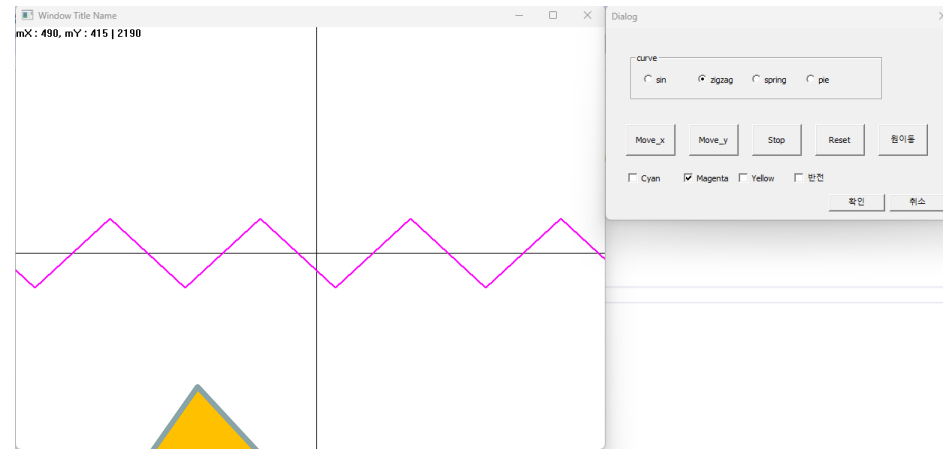 Window Title Name
mX : 490, mY : 415 | 2190
Dialog
curve
sin zigzag spring pie
Move_x Move_y Stop Reset 원이동
Cyan Magenta Yellow 반전
확인 취소